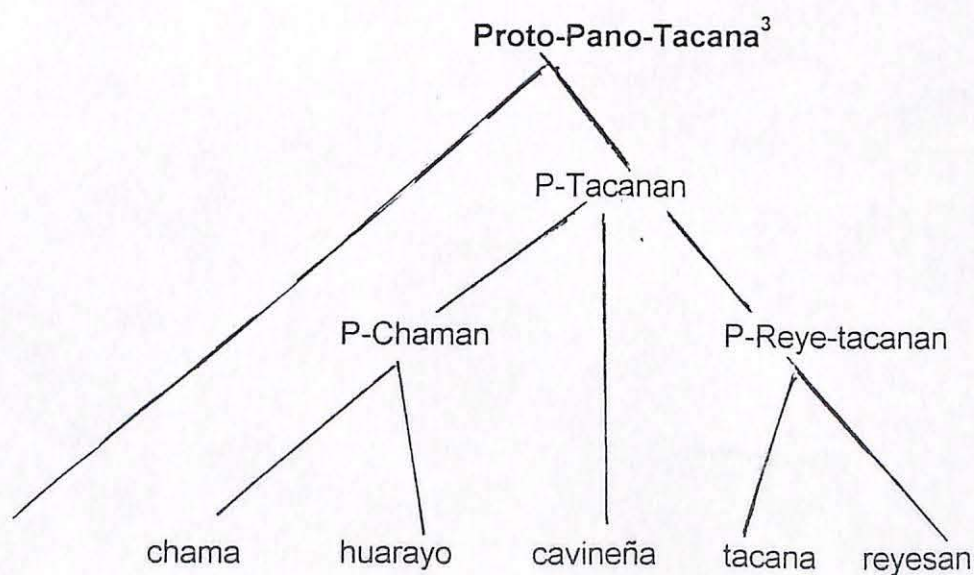 Proto-Pano-Tacana³
P-Tacanan
P-Chaman P-Reye-tacanan
chama huarayo cavineña tacana reyesan